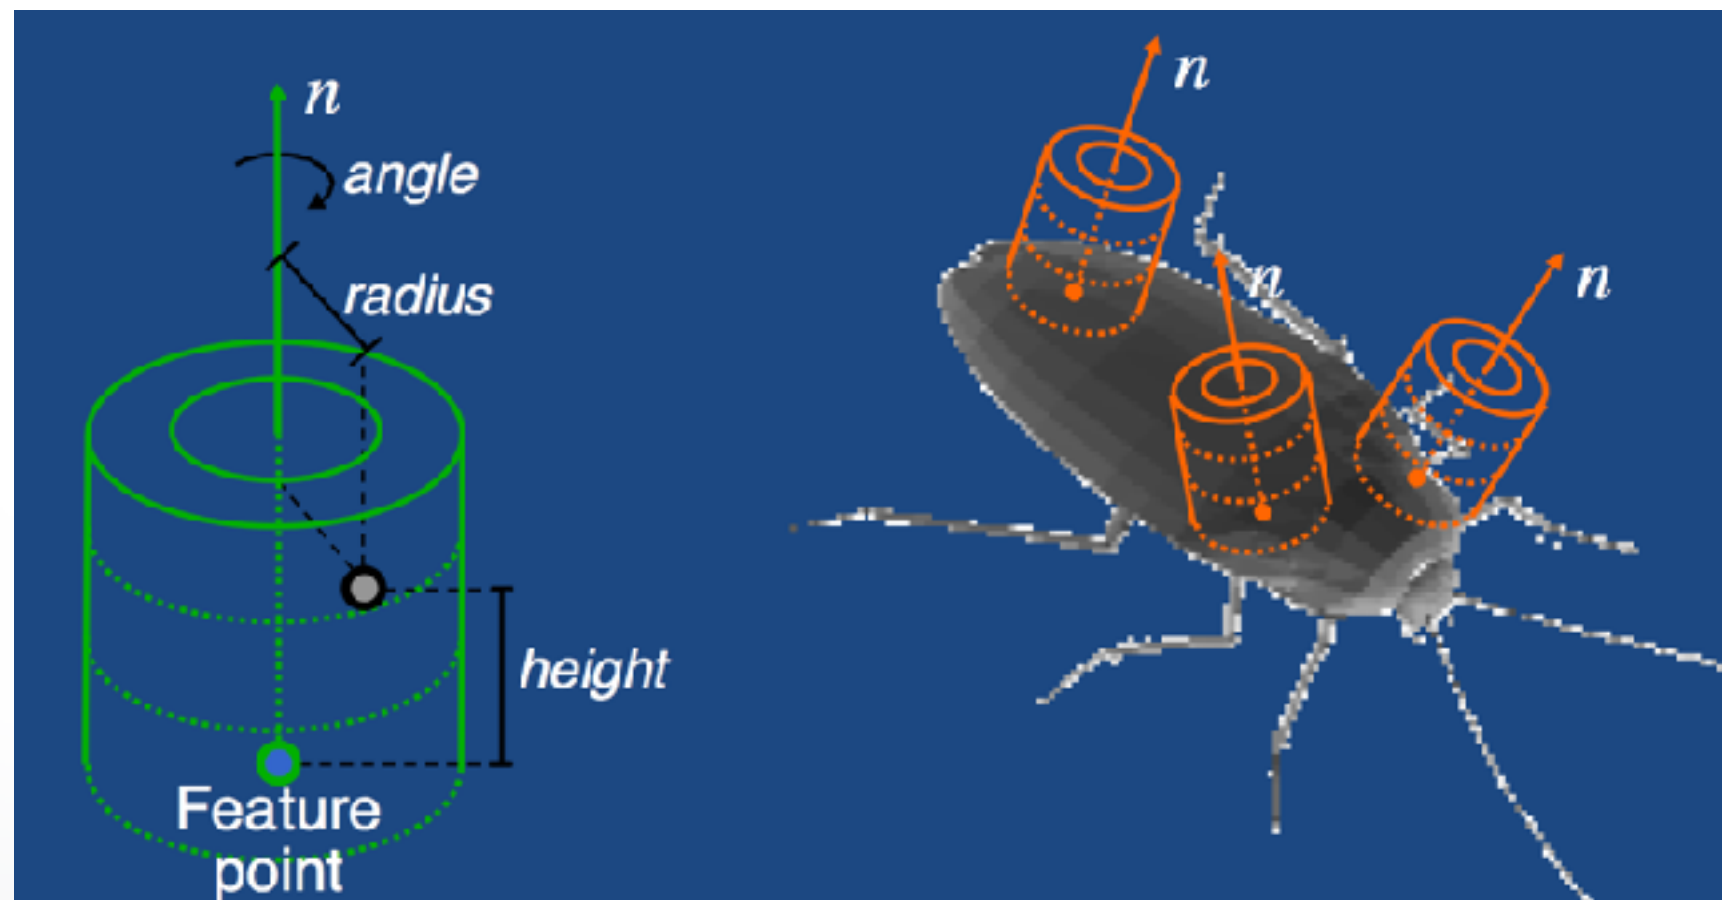 n
angle
radius
height
Feature
point
n
n
n